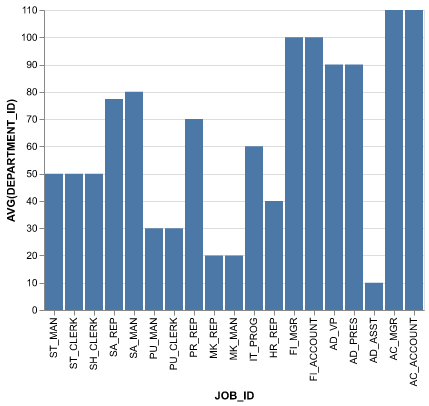 AVG(DEPARTMENT_ID)
110
100
90
80
70
60
50
40
30
20
10
0
ST_MAN
ST_CLERK
SH_CLERK
SA_REP
SA_MAN
PU_MAN
PU_CLERK
PR_REP
MK_REP
MK_MAN
IT_PROG
HR_REP
FI_MGR
FI_ACCOUNT
AD_VP
AD_PRES
AD_ASST
AC_MGR
AC_ACCOUNT
JOB_ID